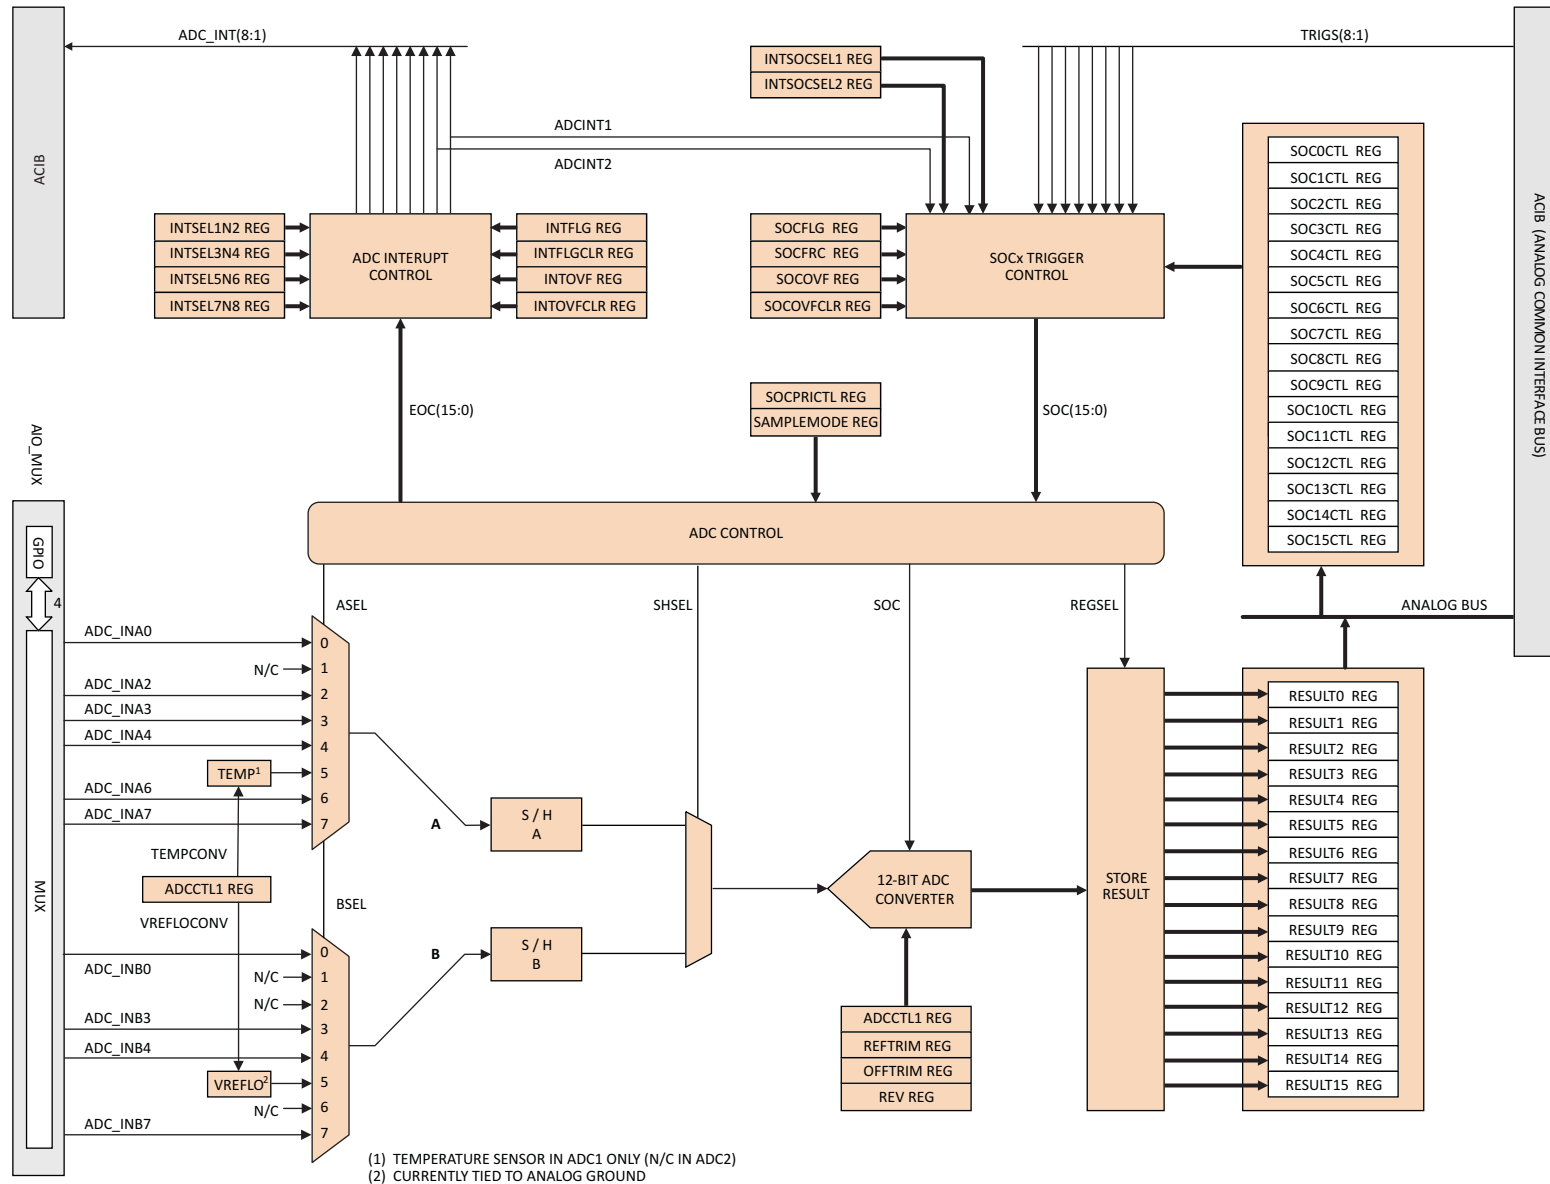 ADC_INT(8:1)
TRIGS(8:1)
INTSOCSEL1 REG
INTSOCSEL2 REG
ADCINT1
ADCINT2
ACIB
ACIB (ANALOG COMMON INTERFACE BUS)
INTSEL1N2 REG
INTSEL3N4 REG
INTSEL5N6 REG
INTSEL7N8 REG
ADC INTERUPT
CONTROL
INTFLG REG
INTFLGCLR REG
INTOVF REG
INTOVFCLR REG
SOCFLG REG
SOCFRC REG
SOCOVF REG
SOCOVFCLR REG
SOCx TRIGGER
CONTROL
SOC0CTL REG
SOC1CTL REG
SOC2CTL REG
SOC3CTL REG
SOC4CTL REG
SOC5CTL REG
SOC6CTL REG
SOC7CTL REG
SOC8CTL REG
SOC9CTL REG
SOC10CTL REG
SOC11CTL REG
SOC12CTL REG
SOC13CTL REG
SOC14CTL REG
SOC15CTL REG
EOC(15:0)
SOCPRICTL REG
SAMPLEMODE REG
SOC(15:0)
AIO_MUX
ADC CONTROL
GPIO
4
MUX
ASEL
SHSEL
SOC
REGSEL
ANALOG BUS
ADC_INA0
N/C
ADC_INA2
ADC_INA3
ADC_INA4
TEMP1
ADC_INA6
ADC_INA7
0
1
2
3
4
5
6
7
TEMPCONV
ADCCTL1 REG
VREFLOCONV
BSEL
A
S / H
A
B
S / H
B
12-BIT ADC
CONVERTER
STORE
RESULT
ADC_INB0
N/C
N/C
ADC_INB3
ADC_INB4
VREFLO2
N/C
ADC_INB7
0
1
2
3
4
5
6
7
ADCCTL1 REG
REFTRIM REG
OFFTRIM REG
REV REG
RESULT0 REG
RESULT1 REG
RESULT2 REG
RESULT3 REG
RESULT4 REG
RESULT5 REG
RESULT6 REG
RESULT7 REG
RESULT8 REG
RESULT9 REG
RESULT10 REG
RESULT11 REG
RESULT12 REG
RESULT13 REG
RESULT14 REG
RESULT15 REG
(1) TEMPERATURE SENSOR IN ADC1 ONLY (N/C IN ADC2)
(2) CURRENTLY TIED TO ANALOG GROUND